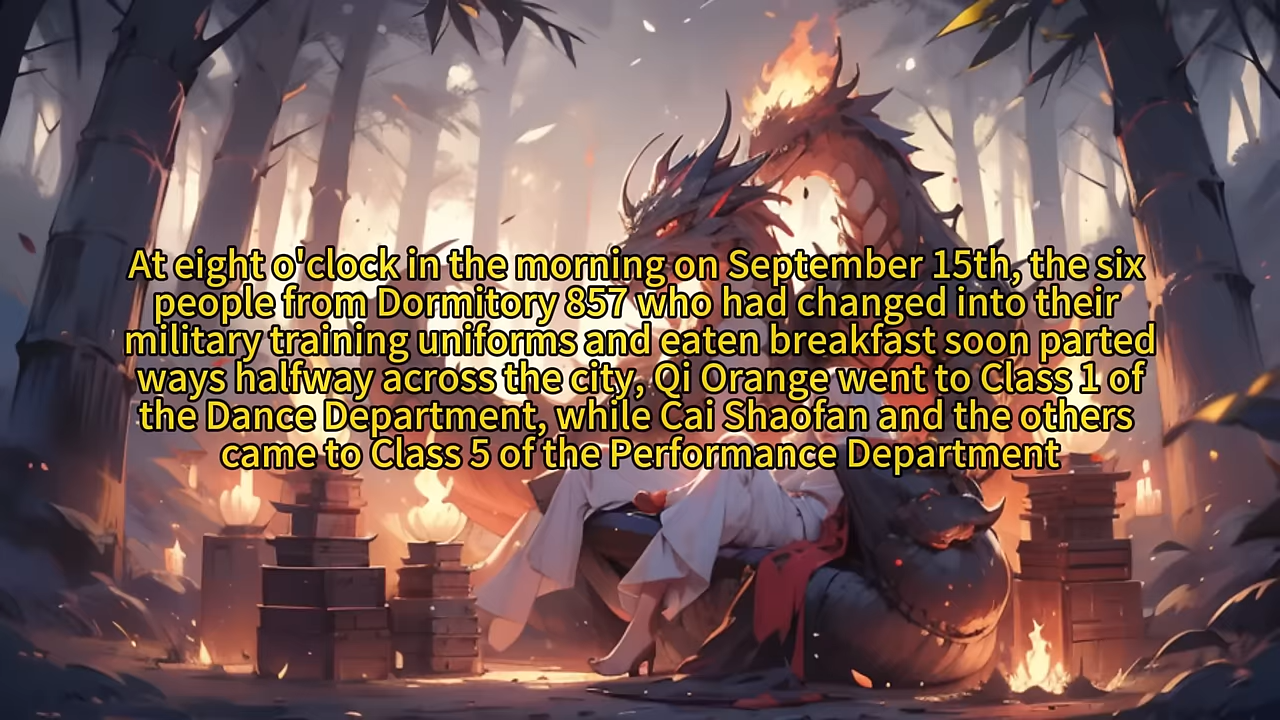 At eight o'clock in the morning on September 15th, the six
people from Dormitory 857 who had changed into their
military training uniforms and eaten breakfast soon parted
ways halfway across the city, Qi Orange went to Class 1 of
the Dance Department, while Cai Shaofan and the others
came to Class 5 of the Performance Department